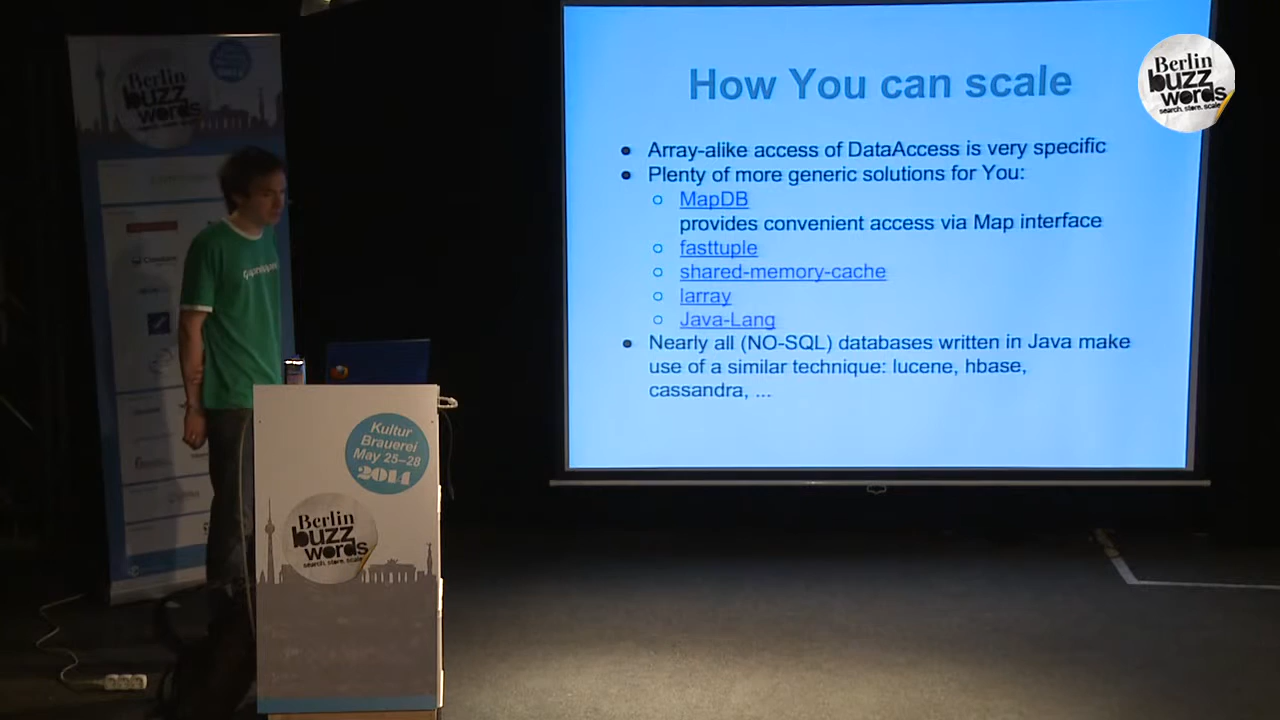 Berlin
buzz
words
How You can scale
Array-alike access of DataAccess is very specific
Plenty of more generic solutions for You:
MapDB
provides convenient access via Map interface
fasttuple
shared-memory-cache
larray
Java-Lang
Nearly all (NO-SQL) databases written in Java make
use of a similar technique: lucene, hbase,
cassandra, ...
Berlin
buzz
words
search. store. scale.
Kultur
Brauerei
May 25–28
2014
Berlin
buzz
words
search. store. scale.